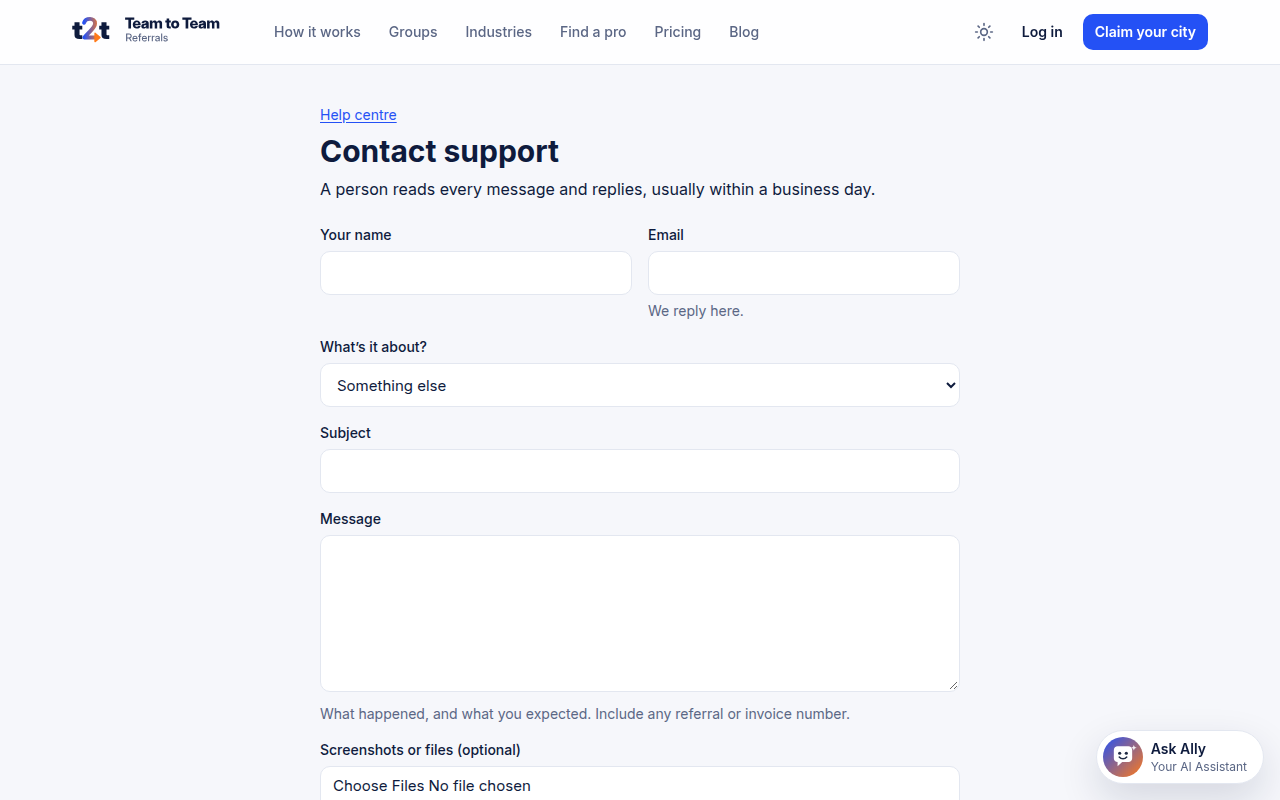 t2t Team to Team
Referrals
How it works Groups Industries Find a pro Pricing Blog Log in Claim your city
Help centre
Contact support
A person reads every message and replies, usually within a business day.
Your name Email
We reply here.
What's it about?
Something else
Subject
Message
What happened, and what you expected. Include any referral or invoice number.
Screenshots or files (optional)
Choose Files No file chosen
Ask Ally
Your AI Assistant